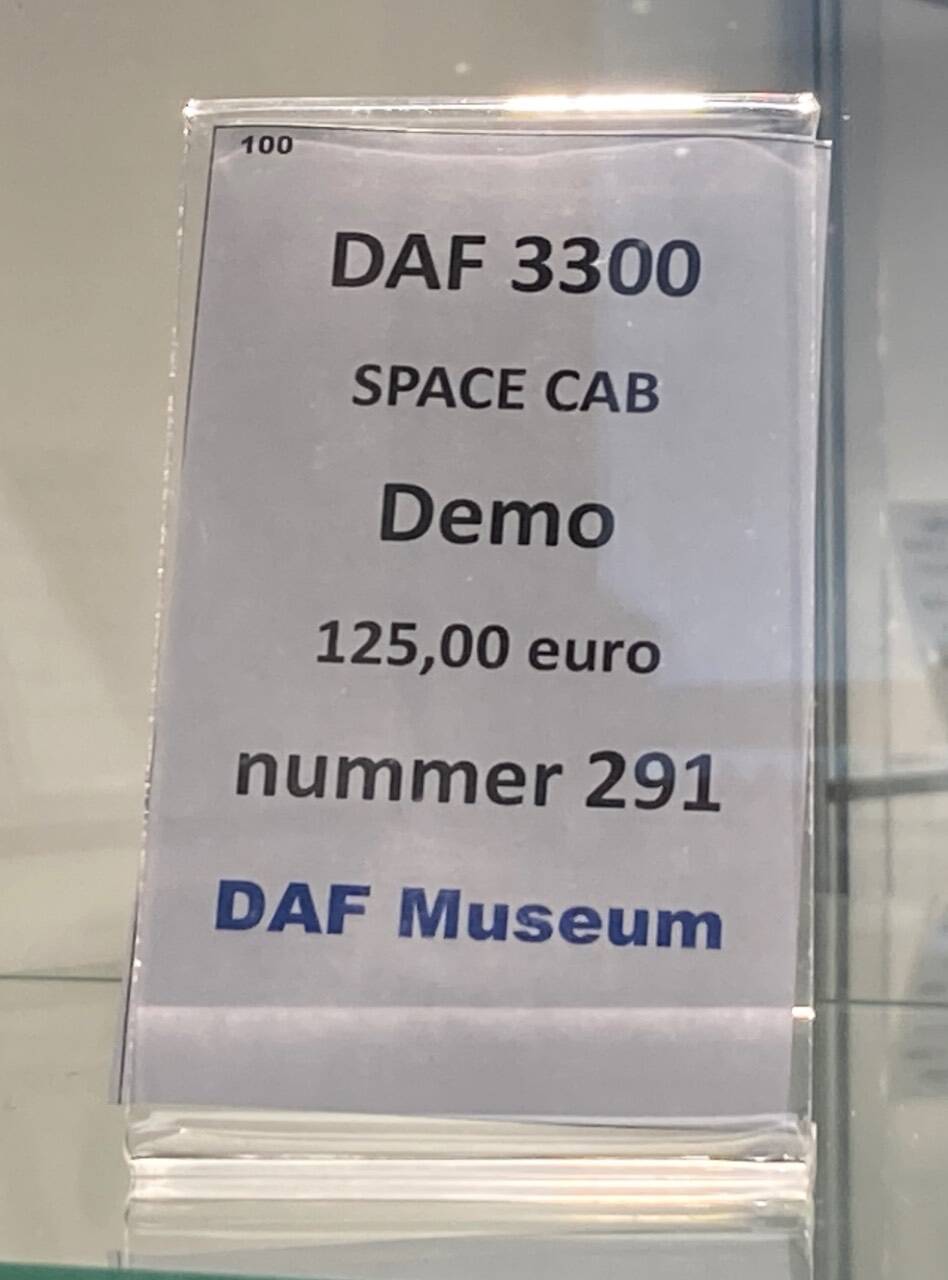 100
DAF 3300
SPACE CAB
Demo
125,00 euro
nummer 291
DAF Museum